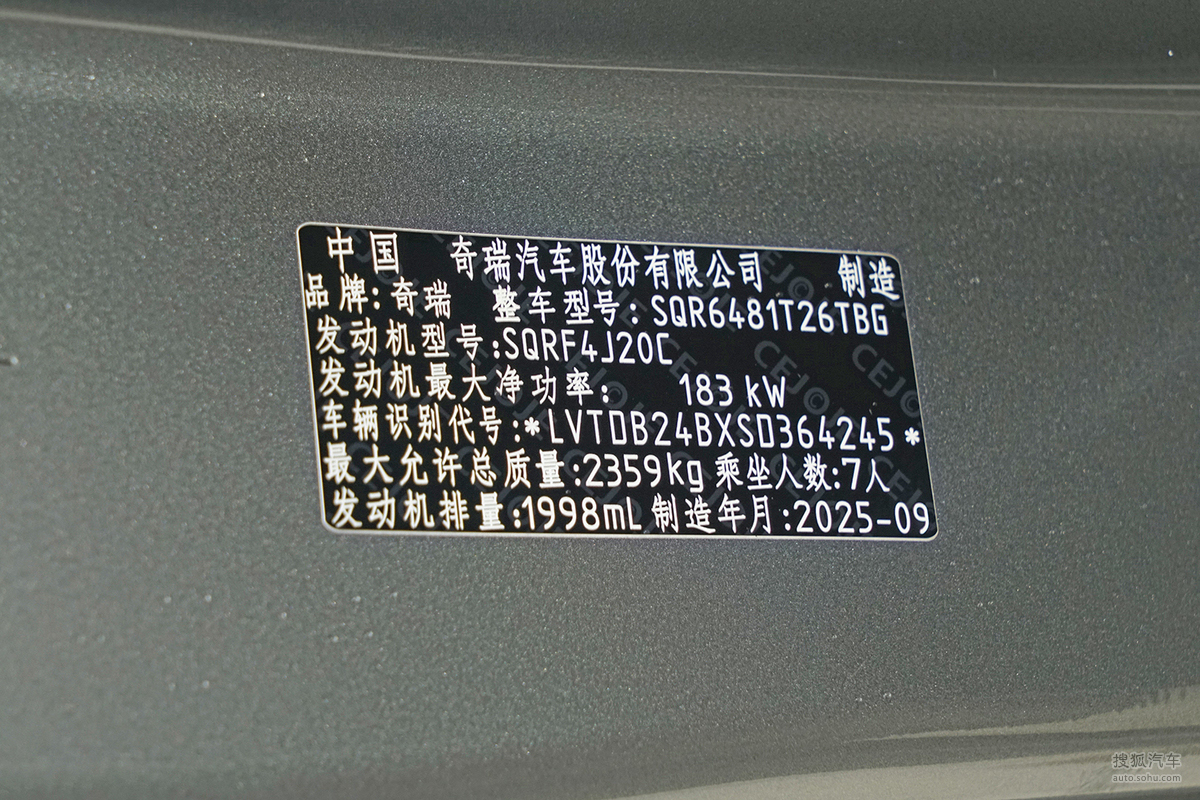 中国 奇瑞汽车股份有限公司 制造
品牌:奇瑞 整车型号:SQR6481T26TBG
发动机型号:SQRF4J20C
发动机最大净功率: 183 kW
车辆识别代号:*LVTDB24BXSD364245*
最大允许总质量:2359kg 乘坐人数:7人
发动机排量:1998mL 制造年月:2025-09
搜狐汽车
auto.sohu.com